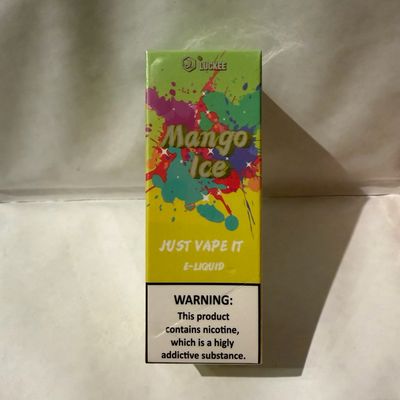 LUCKEE
Mango
Ice
JUST VAPE IT
E-LIQUID
WARNING:
This product
contains nicotine,
which is a higly
addictive substance.